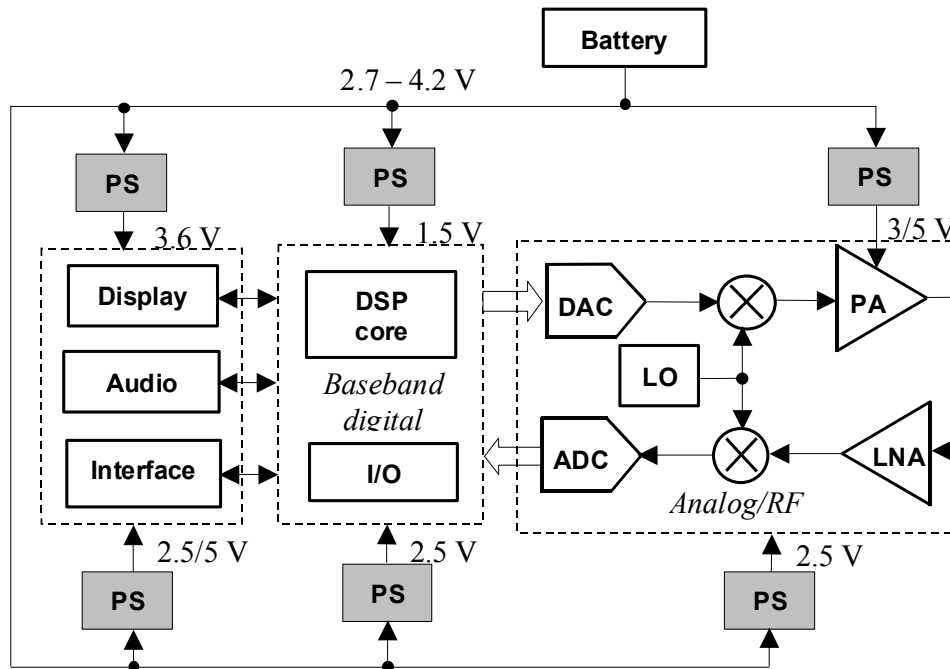 Battery
2.7 – 4.2 V
PS
PS
PS
3.6 V
1.5 V
3/5 V
Display
DSP
core
DAC
PA
Audio
Baseband
digital
LO
Interface
I/O
ADC
LNA
Analog/RF
2.5/5 V
2.5 V
2.5 V
PS
PS
PS